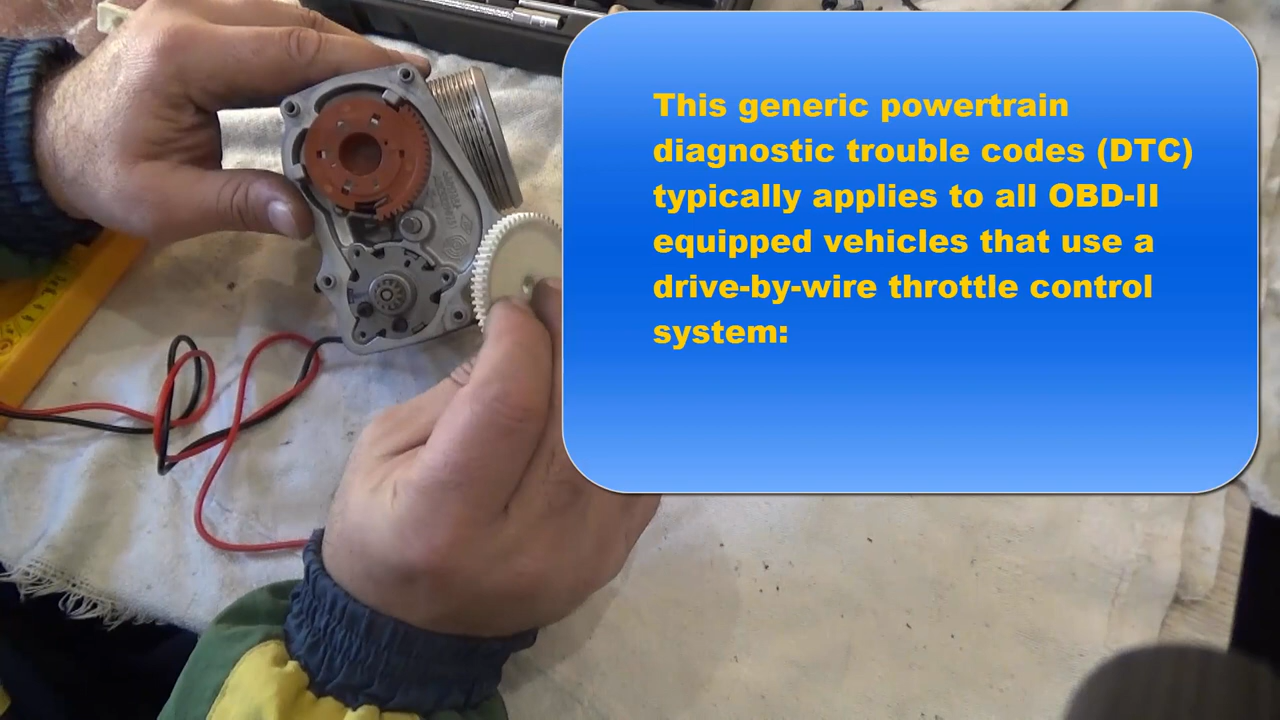 This generic powertrain
diagnostic trouble codes (DTC)
typically applies to all OBD-II
equipped vehicles that use a
drive-by-wire throttle control
system: